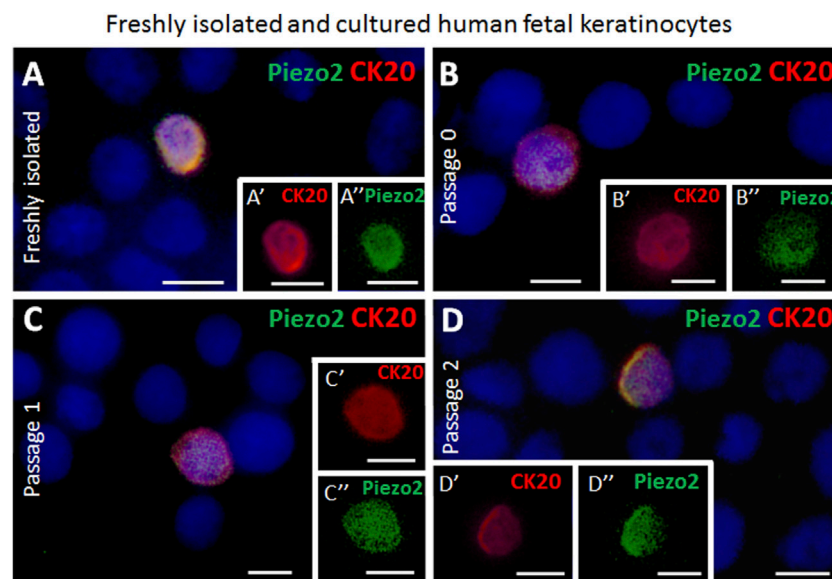 Freshly isolated and cultured human fetal keratinocytes
A
Piezo2 CK20
Freshly isolated
A' CK20
A'' Piezo2
B
Piezo2 CK20
Passage 0
B' CK20
B'' Piezo2
C
Piezo2 CK20
Passage 1
C' CK20
C'' Piezo2
D
Piezo2 CK20
Passage 2
D' CK20
D'' Piezo2